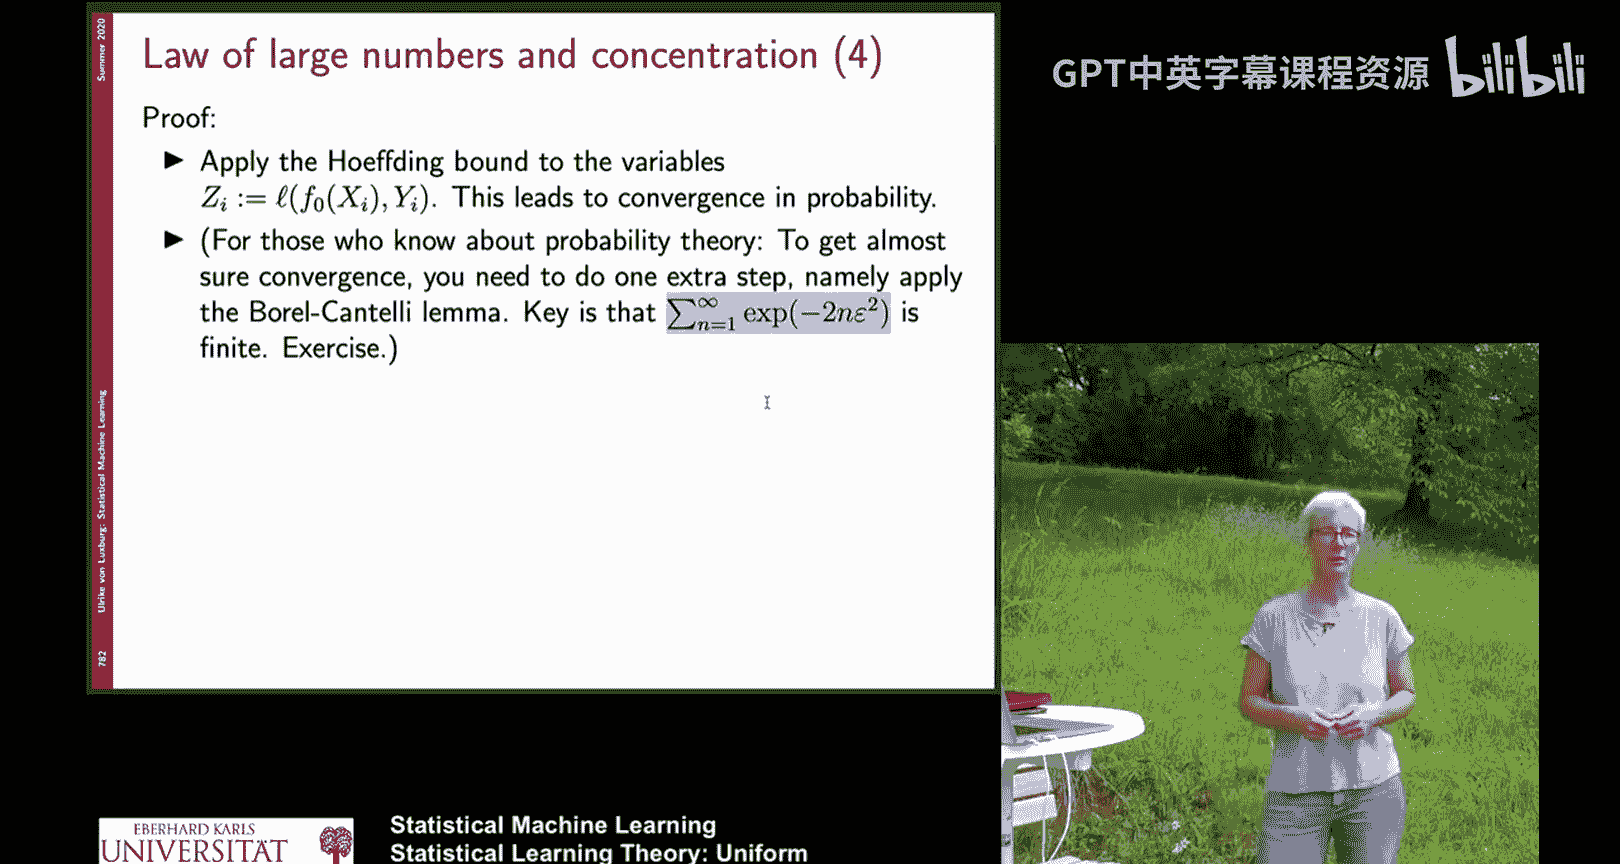 Law of large numbers and concentration (4)
Proof:
▶ Apply the Hoeffding bound to the variables
Z_i := ℓ(f_0(X_i), Y_i). This leads to convergence in probability.
▶ (For those who know about probability theory: To get almost
sure convergence, you need to do one extra step, namely apply
the Borel-Cantelli lemma. Key is that ∑_{n=1}^{∞} exp(−2nε²) is
finite. Exercise.)
Summer 2020
Ulrike von Luxburg: Statistical Machine Learning
782
GPT中英字幕课程资源
bilibili
EBERHARD KARLS
UNIVERSITÄT
Statistical Machine Learning
Statistical Learning Theory: Uniform